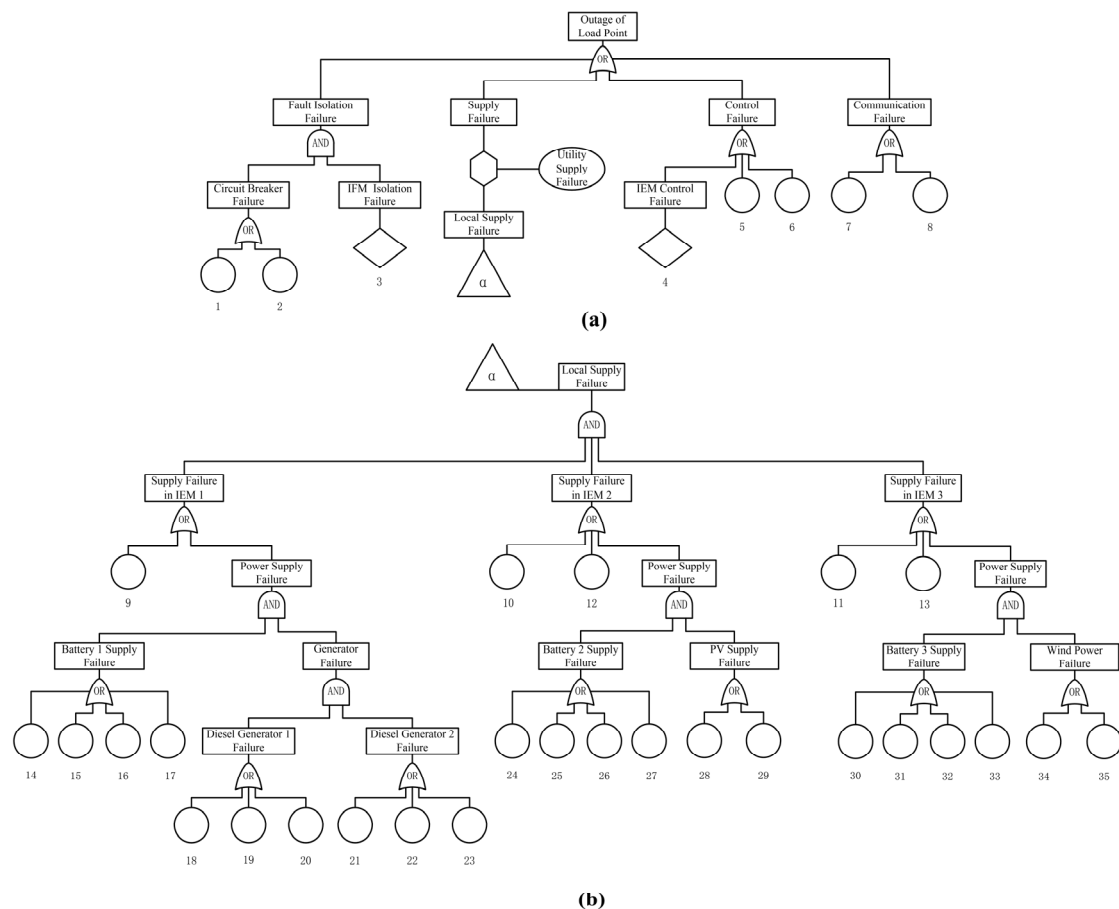 Outage of
Load Point
OR
Fault Isolation
Failure
Supply
Failure
Control
Failure
Communication
Failure
AND
OR
OR
Utility
Supply
Failure
Circuit Breaker
Failure
IFM Isolation
Failure
IEM Control
Failure
Local Supply
Failure
OR
5
6
7
8
α
1
2
3
4
(a)
α
Local Supply
Failure
AND
Supply Failure
in IEM 1
Supply Failure
in IEM 2
Supply Failure
in IEM 3
OR
OR
OR
Power Supply
Failure
Power Supply
Failure
Power Supply
Failure
9
10
12
11
13
AND
AND
AND
Battery 1 Supply
Failure
Generator
Failure
Battery 2 Supply
Failure
PV Supply
Failure
Battery 3 Supply
Failure
Wind Power
Failure
OR
AND
OR
OR
OR
OR
Diesel Generator 1
Failure
Diesel Generator 2
Failure
14
15
16
17
24
25
26
27
28
29
30
31
32
33
34
35
OR
OR
18
19
20
21
22
23
(b)